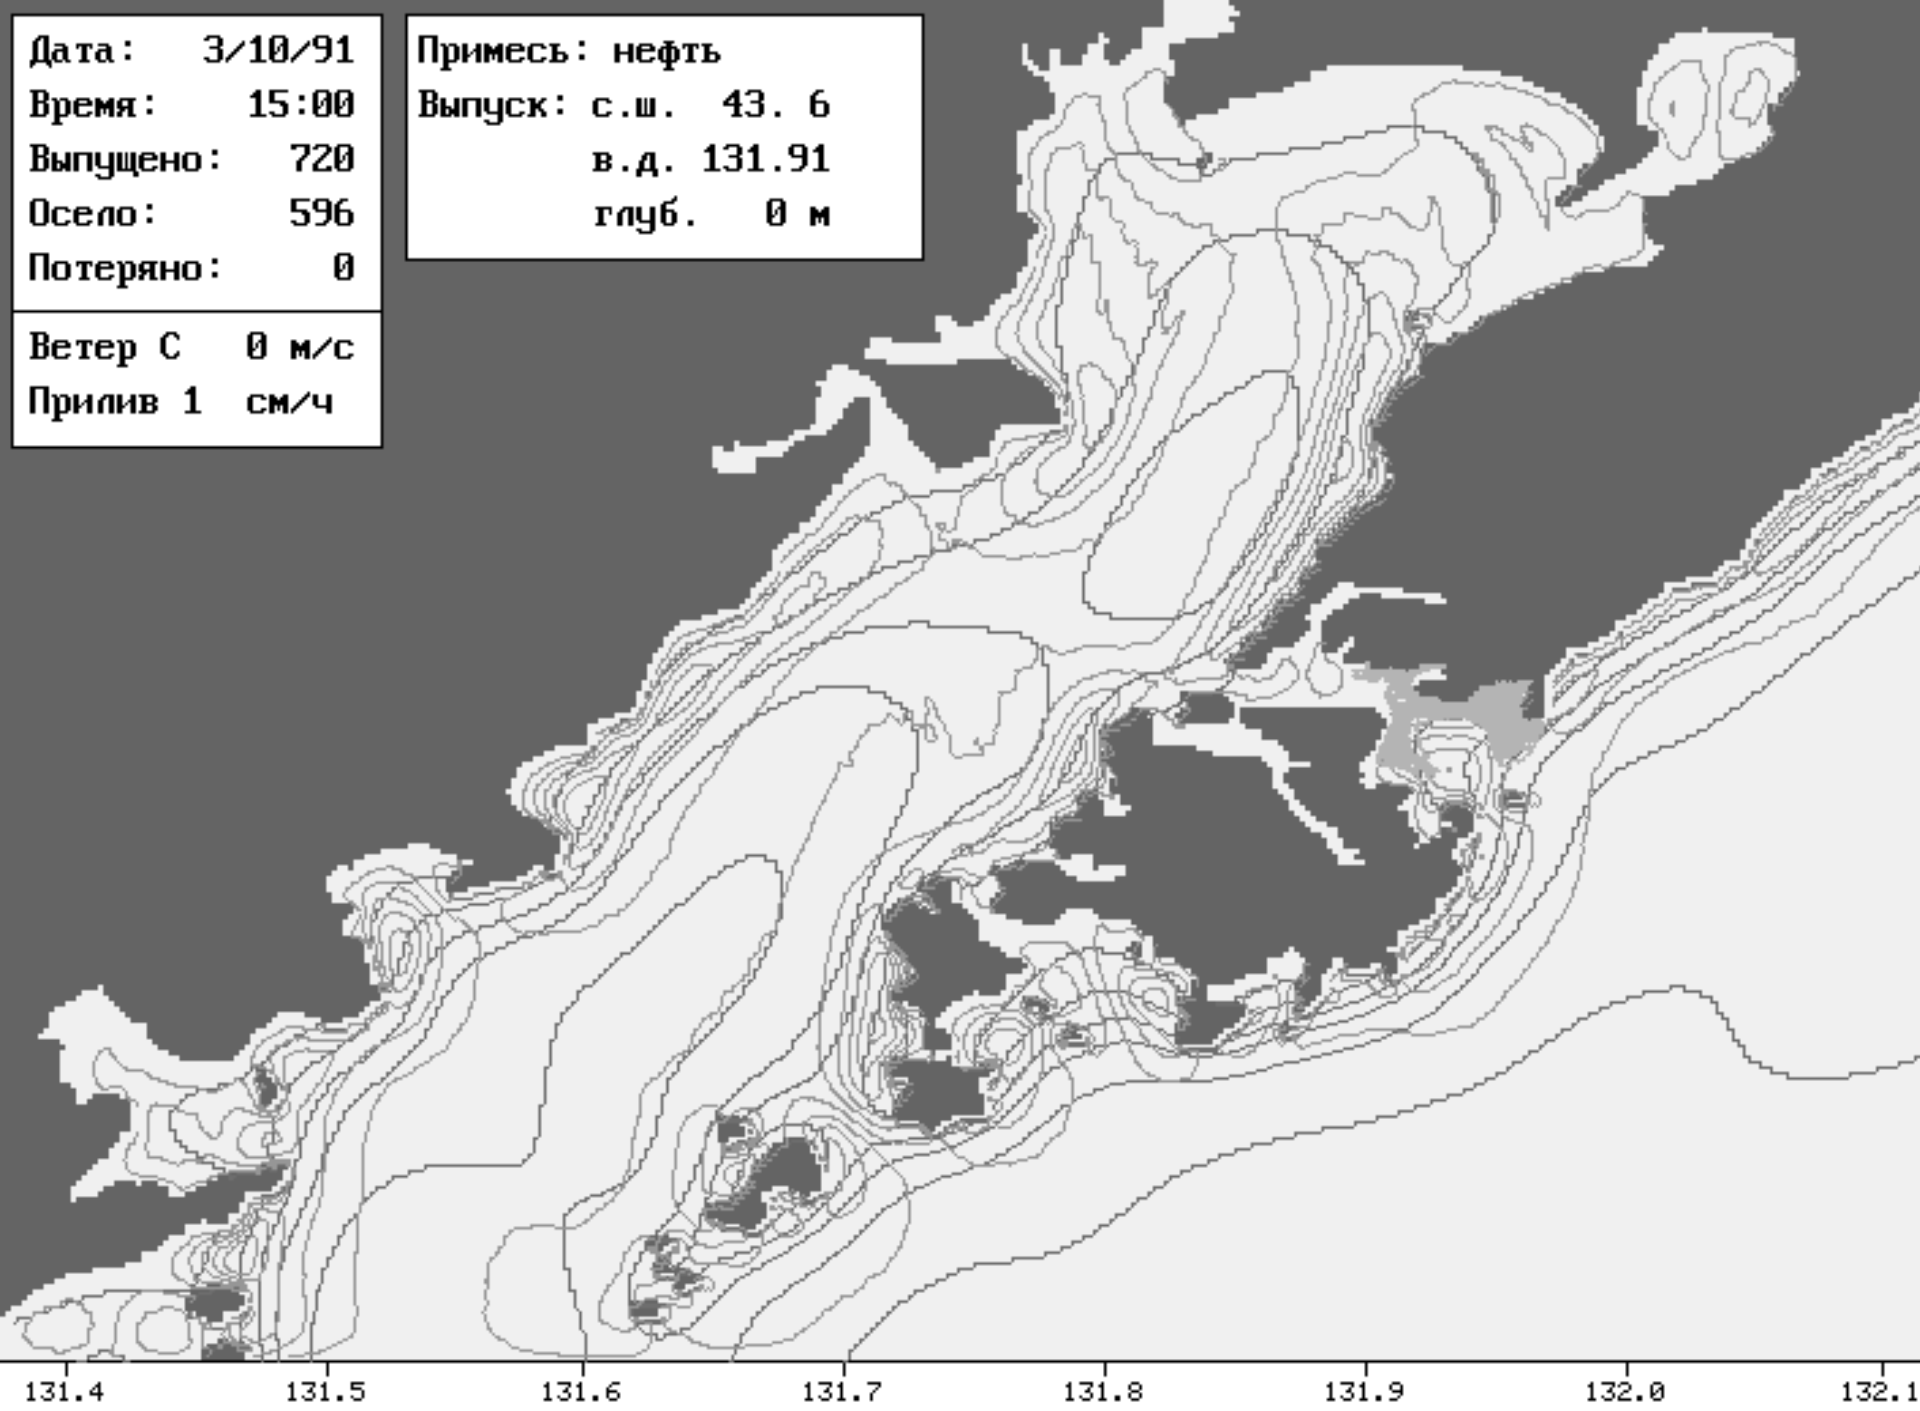 Дата: 3/10/91
Время: 15:00
Выпущено: 720
Осело: 596
Потеряно: 0
Ветер С 0 м/с
Прилив 1 см/ч
Примесь: нефть
Выпуск: с.ш. 43. 6
в.д. 131.91
глуб. 0 м
131.4 131.5 131.6 131.7 131.8 131.9 132.0 132.1